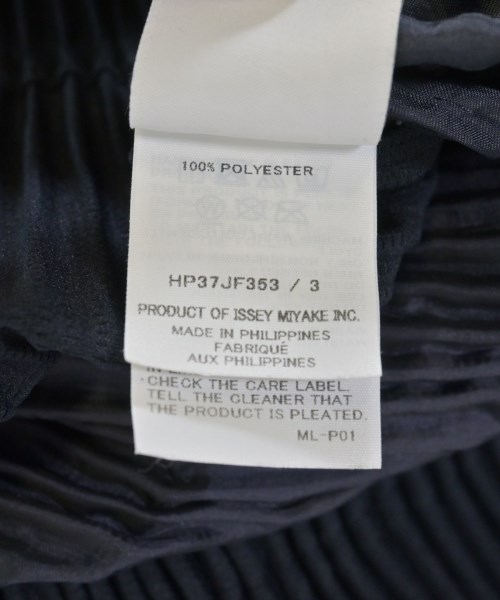 100% POLYESTER
HP37JF353 / 3
PRODUCT OF ISSEY MIYAKE INC.
MADE IN PHILIPPINES
FABRIQUÉ
AUX PHILIPPINES
·CHECK THE CARE LABEL.
TELL THE CLEANER THAT
THE PRODUCT IS PLEATED.
ML-P01